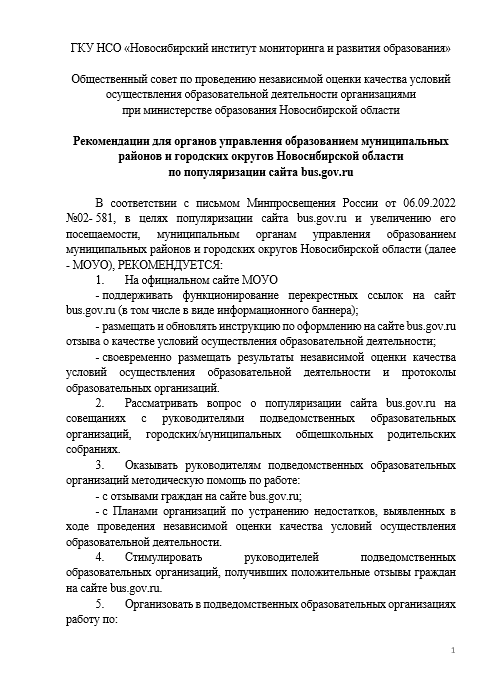 ГКУ НСО «Новосибирский институт мониторинга и развития образования»
Общественный совет по проведению независимой оценки качества условий
осуществления образовательной деятельности организациями
при министерстве образования Новосибирской области
Рекомендации для органов управления образованием муниципальных
районов и городских округов Новосибирской области
по популяризации сайта bus.gov.ru
В соответствии с письмом Минпросвещения России от 06.09.2022
№02- 581, в целях популяризации сайта bus.gov.ru и увеличению его
посещаемости, муниципальным органам управления образованием
муниципальных районов и городских округов Новосибирской области (далее
- МОУО), РЕКОМЕНДУЕТСЯ:
1. На официальном сайте МОУО
- поддерживать функционирование перекрестных ссылок на сайт
bus.gov.ru (в том числе в виде информационного баннера);
- размещать и обновлять инструкцию по оформлению на сайте bus.gov.ru
отзыва о качестве условий осуществления образовательной деятельности;
- своевременно размещать результаты независимой оценки качества
условий осуществления образовательной деятельности и протоколы
образовательных организаций.
2. Рассматривать вопрос о популяризации сайта bus.gov.ru на
совещаниях с руководителями подведомственных образовательных
организаций, городских/муниципальных общешкольных родительских
собраниях.
3. Оказывать руководителям подведомственных образовательных
организаций методическую помощь по работе:
- с отзывами граждан на сайте bus.gov.ru;
- с Планами организаций по устранению недостатков, выявленных в
ходе проведения независимой оценки качества условий осуществления
образовательной деятельности.
4. Стимулировать руководителей подведомственных
образовательных организаций, получивших положительные отзывы граждан
на сайте bus.gov.ru.
5. Организовать в подведомственных образовательных организациях
работу по:
1